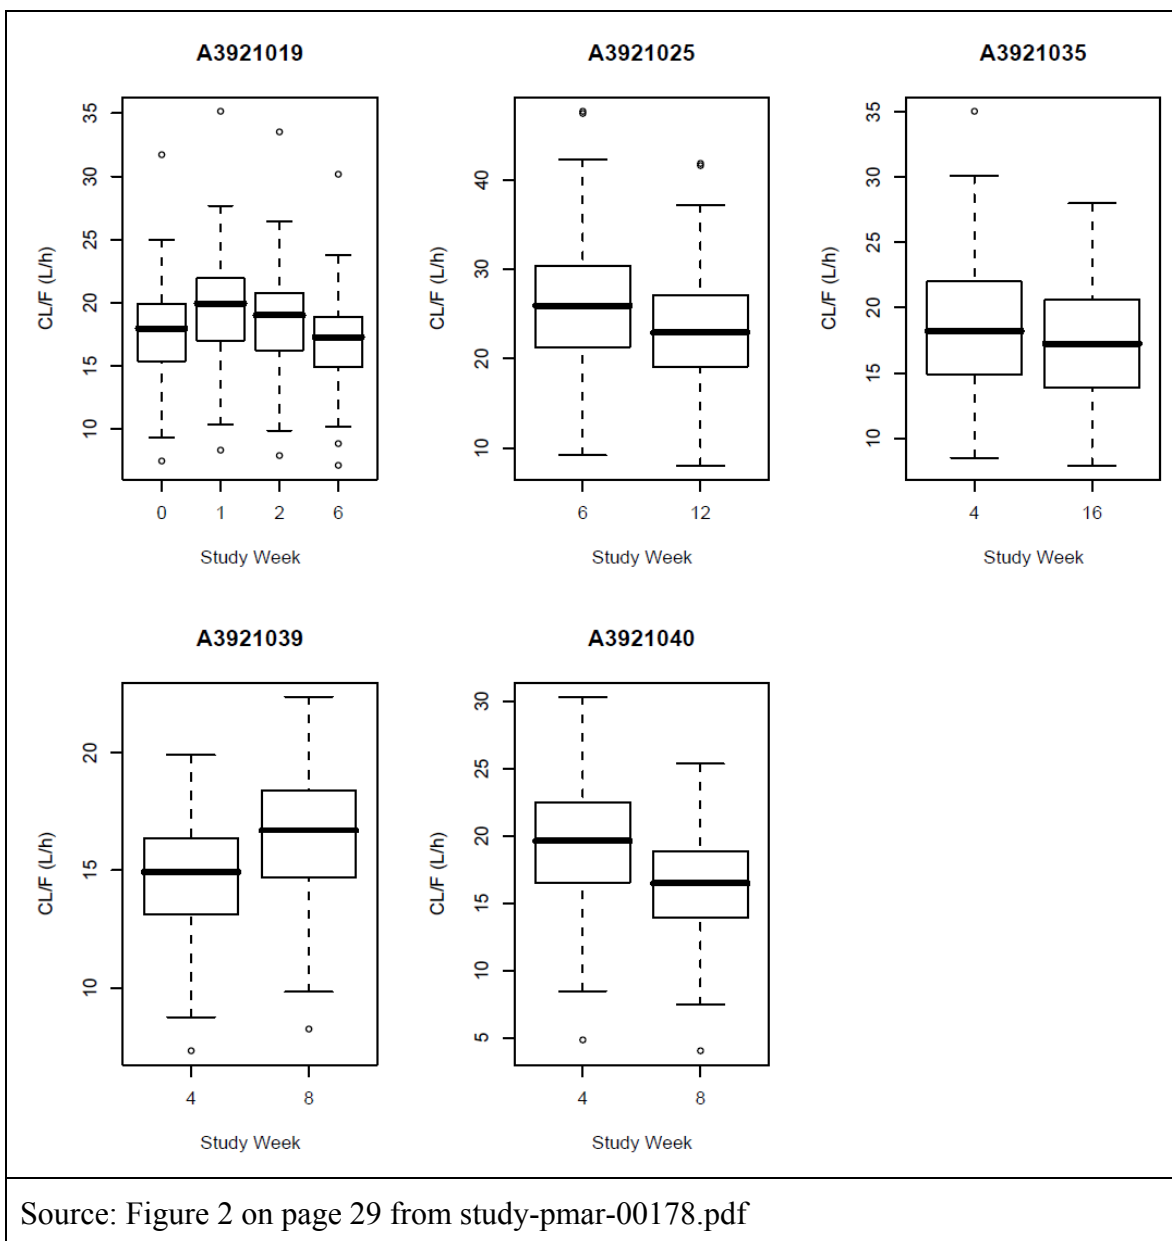 A3921019
A3921025
A3921035
CL/F (L/h)
35
30
25
20
15
10
0 1 2 6
Study Week
CL/F (L/h)
40
30
20
10
6 12
Study Week
CL/F (L/h)
35
30
25
20
15
10
4 16
Study Week
A3921039
A3921040
CL/F (L/h)
20
15
10
4 8
Study Week
CL/F (L/h)
30
25
20
15
10
5
4 8
Study Week
Source: Figure 2 on page 29 from study-pmar-00178.pdf